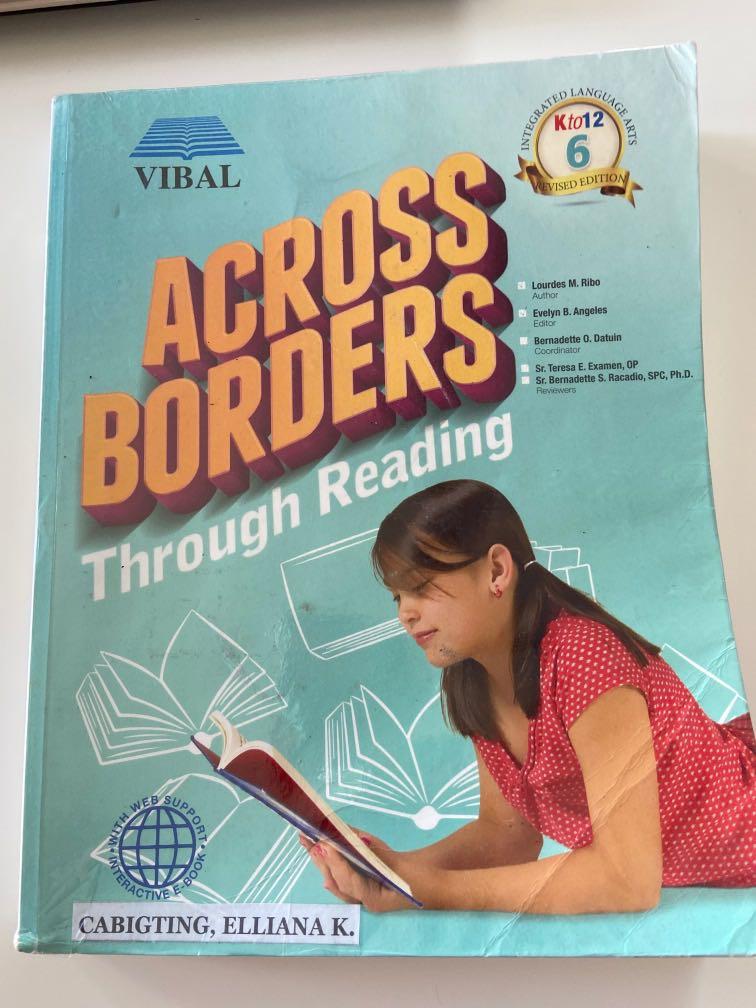 VIBAL
INTEGRATED LANGUAGE ARTS
Kto12
6
REVISED EDITION
ACROSS
BORDERS
Through Reading
Lourdes M. Ribo
Author
Evelyn B. Angeles
Editor
Bernadette O. Datuin
Coordinator
Sr. Teresa E. Examen, OP
Sr. Bernadette S. Racadio, SPC, Ph.D.
Reviewers
WITH WEB SUPPORT
INTERACTIVE E-BOOK
CABIGTING, ELLIANA K.